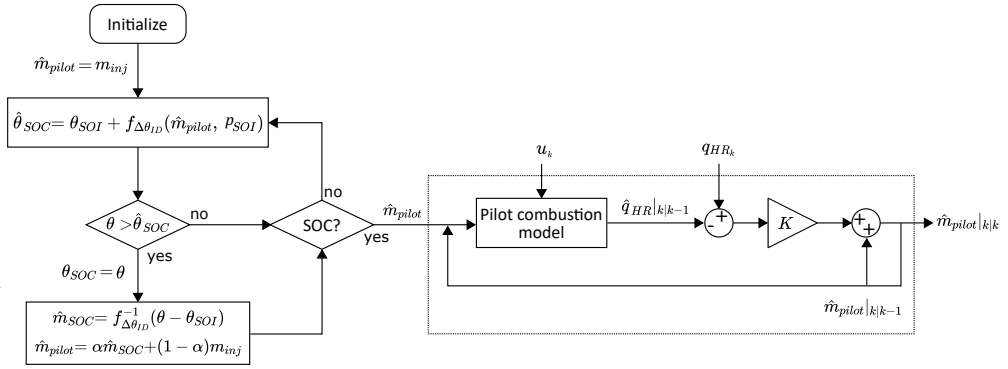 Initialize
m̂_pilot = m_inj
θ̂_SOC = θ_SOI + f_Δθ_ID(m̂_pilot, p_SOI)
θ > θ̂_SOC
no
yes
θ_SOC = θ
m̂_SOC = f⁻¹_Δθ_ID(θ − θ_SOI)
m̂_pilot = αm̂_SOC + (1 − α)m_inj
no
SOC?
yes
m̂_pilot
u_k
Pilot combustion
model
q̂_HR|k|k−1
q_HR_k
+
-
K
+
+
m̂_pilot|k|k
m̂_pilot|k|k−1